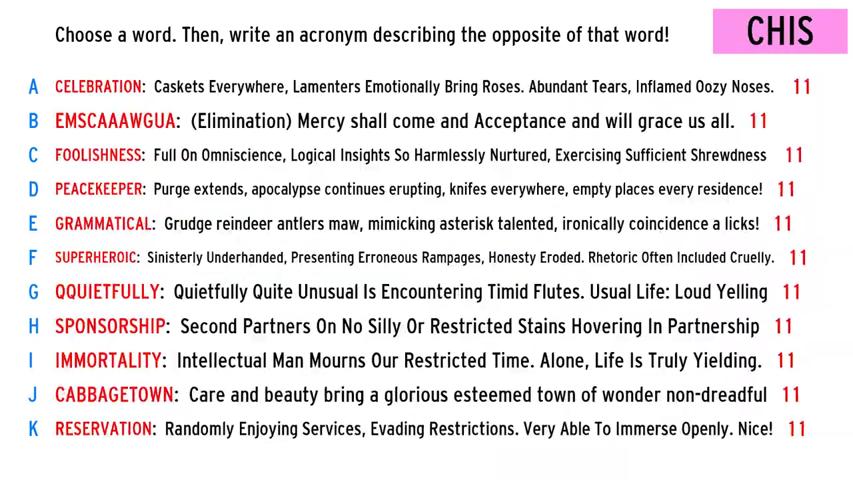 Choose a word. Then, write an acronym describing the opposite of that word!
CHIS
A CELEBRATION: Caskets Everywhere, Lamenters Emotionally Bring Roses. Abundant Tears, Inflamed Oozy Noses. 11
B EMSCAAAWGUA: (Elimination) Mercy shall come and Acceptance and will grace us all. 11
C FOOLISHNESS: Full On Omniscience, Logical Insights So Harmlessly Nurtured, Exercising Sufficient Shrewdness 11
D PEACEKEEPER: Purge extends, apocalypse continues erupting, knifes everywhere, empty places every residence! 11
E GRAMMATICAL: Grudge reindeer antlers maw, mimicking asterisk talented, ironically coincidence a licks! 11
F SUPERHEROIC: Sinisterly Underhanded, Presenting Erroneous Rampages, Honesty Eroded. Rhetoric Often Included Cruelly. 11
G QQUIETFULLY: Quietfully Quite Unusual Is Encountering Timid Flutes. Usual Life: Loud Yelling 11
H SPONSORSHIP: Second Partners On No Silly Or Restricted Stains Hovering In Partnership 11
I IMMORTALITY: Intellectual Man Mourns Our Restricted Time. Alone, Life Is Truly Yielding. 11
J CABBAGETOWN: Care and beauty bring a glorious esteemed town of wonder non-dreadful 11
K RESERVATION: Randomly Enjoying Services, Evading Restrictions. Very Able To Immerse Openly. Nice! 11